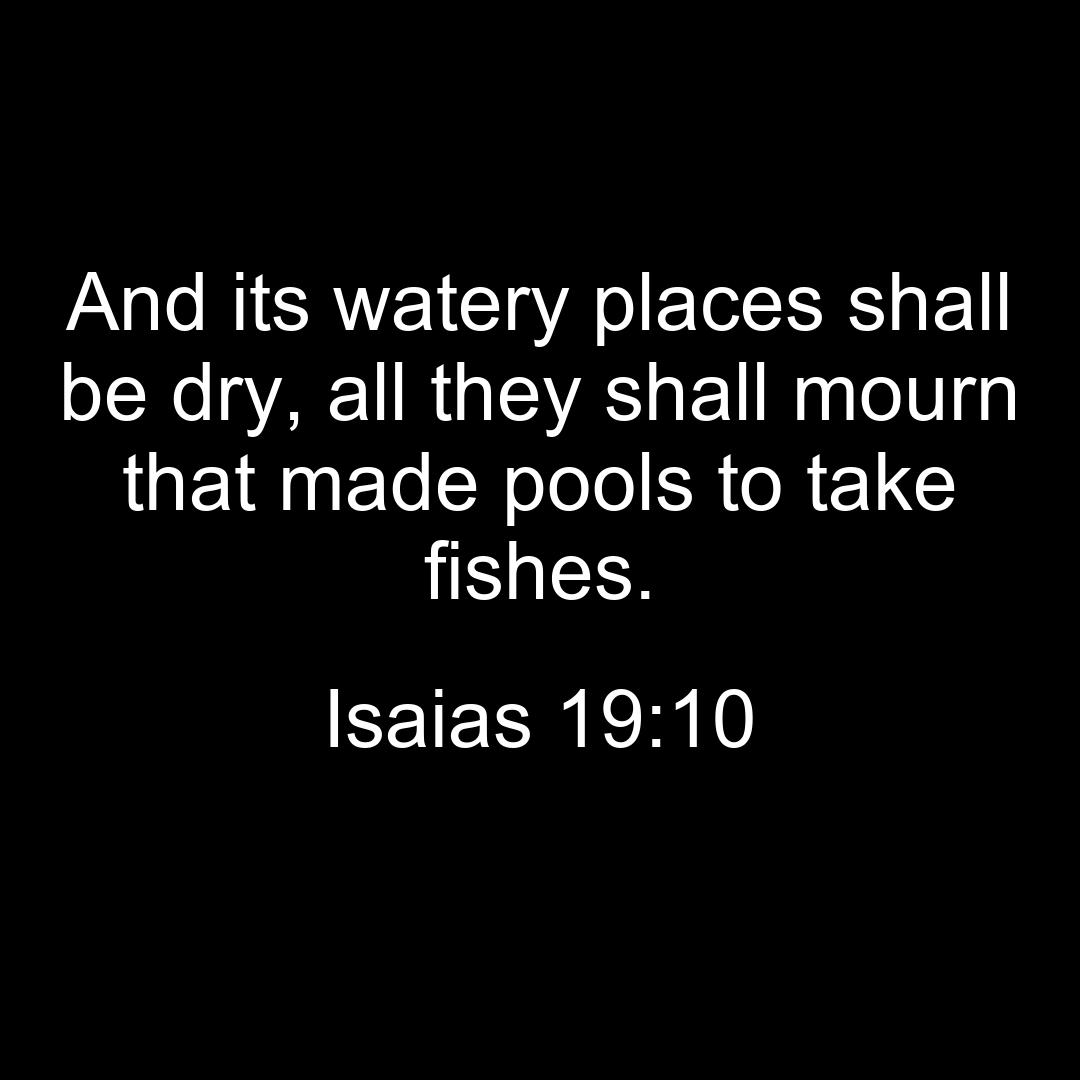 And its watery places shall
be dry, all they shall mourn
that made pools to take
fishes.
Isaias 19:10